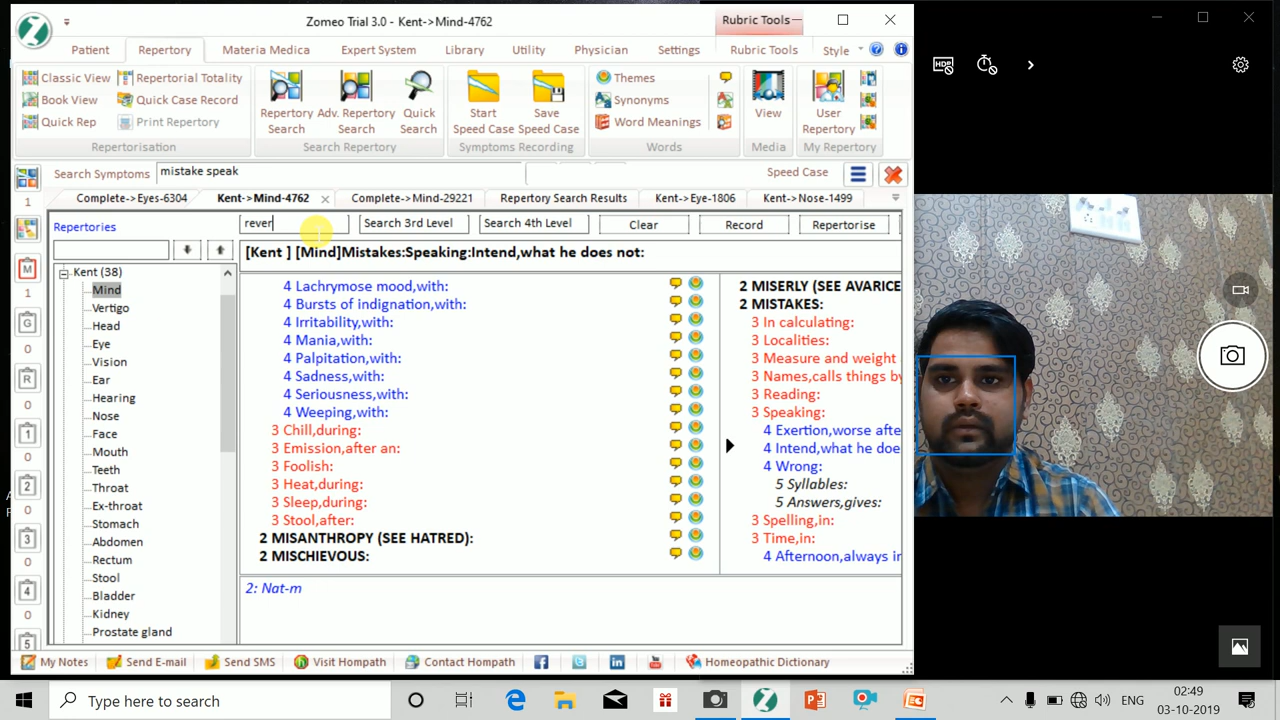 Zomeo Trial 3.0 - Kent->Mind-4762
Rubric Tools
Patient
Repertory
Materia Medica
Expert System
Library
Utility
Physician
Settings
Rubric Tools
Style
Classic View
Repertorial Totality
Book View
Quick Case Record
Quick Rep
Print Repertory
Repertorisation
Repertory Search
Adv. Repertory Search
Quick Search
Search Repertory
Start Speed Case
Save Speed Case
Symptoms Recording
Themes
Synonyms
Word Meanings
Words
View
Media
User Repertory
My Repertory
Search Symptoms
mistake speak
Speed Case
Complete->Eyes-6304
Kent->Mind-4762
Complete->Mind-29221
Repertory Search Results
Kent->Eye-1806
Kent->Nose-1499
1
M
1
G
0
R
0
1
0
2
0
3
0
4
0
5
Repertories
Kent (38)
Mind
Vertigo
Head
Eye
Vision
Ear
Hearing
Nose
Face
Mouth
Teeth
Throat
Ex-throat
Stomach
Abdomen
Rectum
Stool
Bladder
Kidney
Prostate gland
rever
Search 3rd Level
Search 4th Level
Clear
Record
Repertorise
[Kent ] [Mind]Mistakes:Speaking:Intend,what he does not:
4 Lachrymose mood,with:
4 Bursts of indignation,with:
4 Irritability,with:
4 Mania,with:
4 Palpitation,with:
4 Sadness,with:
4 Seriousness,with:
4 Weeping,with:
3 Chill,during:
3 Emission,after an:
3 Foolish:
3 Heat,during:
3 Sleep,during:
3 Stool,after:
2 MISANTHROPY (SEE HATRED):
2 MISCHIEVOUS:
2 MISERLY (SEE AVARICE
2 MISTAKES:
3 In calculating:
3 Localities:
3 Measure and weight
3 Names,calls things by
3 Reading:
3 Speaking:
4 Exertion,worse afte
4 Intend,what he doe
4 Wrong:
5 Syllables:
5 Answers,gives:
3 Spelling,in:
3 Time,in:
4 Afternoon,always in
2: Nat-m
My Notes
Send E-mail
Send SMS
Visit Hompath
Contact Hompath
Homeopathic Dictionary
Type here to search
ENG
02:49
03-10-2019